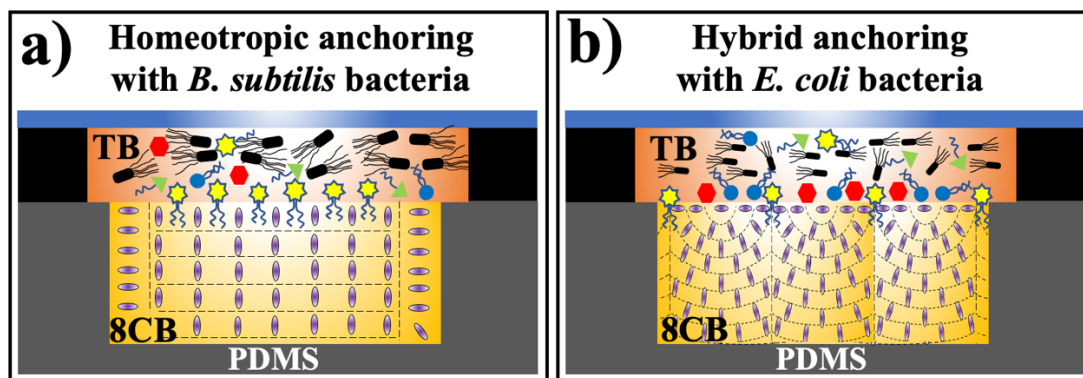 a) Homeotropic anchoring
with B. subtilis bacteria
TB
8CB
PDMS
b) Hybrid anchoring
with E. coli bacteria
TB
8CB
PDMS